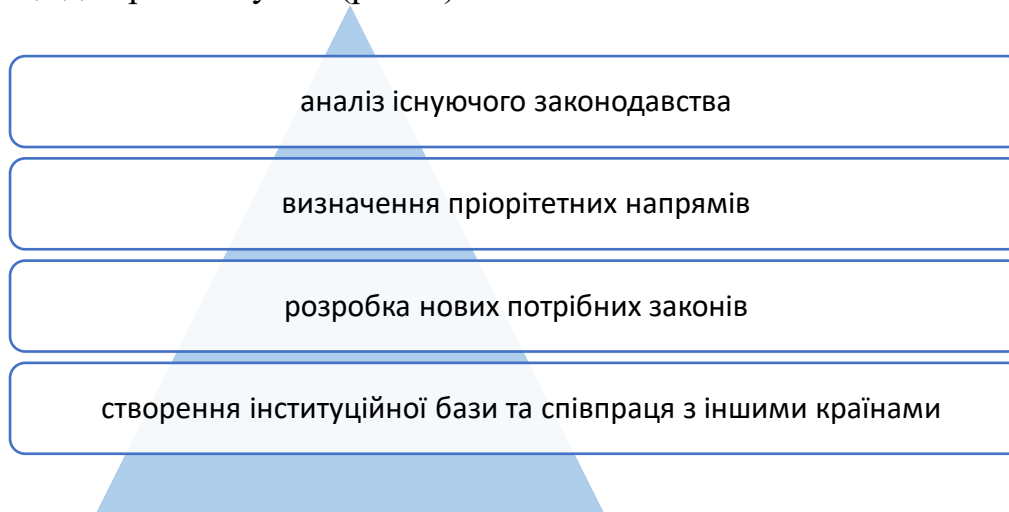 аналіз існуючого законодавства
визначення пріорітетних напрямів
розробка нових потрібних законів
створення інституційної бази та співпраця з іншими країнами